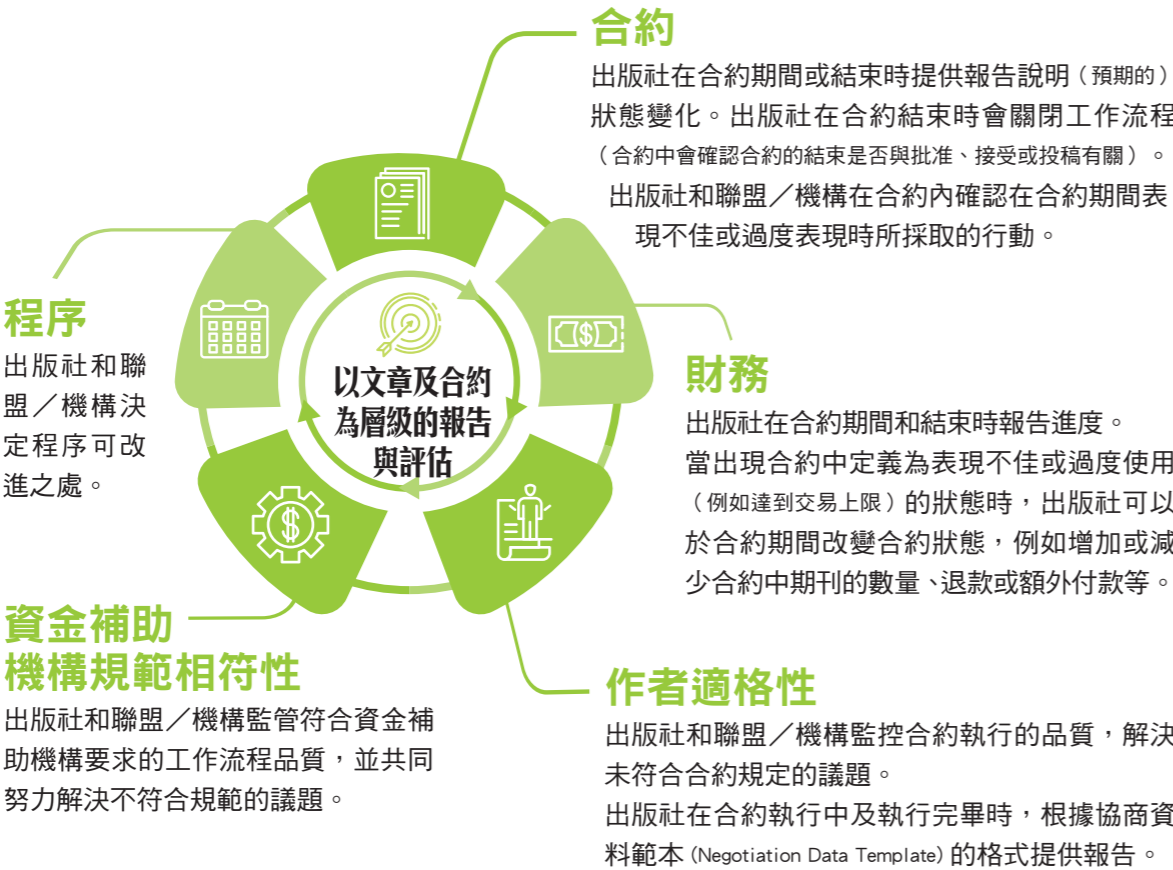 合約
出版社在合約期間或結束時提供報告說明（預期的）
狀態變化。出版社在合約結束時會關閉工作流程
（合約中會確認合約的結束是否與批准、接受或投稿有關）。
出版社和聯盟／機構在合約內確認在合約期間表
現不佳或過度表現時所採取的行動。
財務
出版社在合約期間和結束時報告進度。
當出現合約中定義為表現不佳或過度使用
（例如達到交易上限）的狀態時，出版社可以
於合約期間改變合約狀態，例如增加或減
少合約中期刊的數量、退款或額外付款等。
作者適格性
出版社和聯盟／機構監控合約執行的品質，解決
未符合合約規定的議題。
出版社在合約執行中及執行完畢時，根據協商資
料範本 (Negotiation Data Template) 的格式提供報告。
資金補助
機構規範相符性
出版社和聯盟／機構監管符合資金補
助機構要求的工作流程品質，並共同
努力解決不符合規範的議題。
程序
出版社和聯
盟／機構決
定程序可改
進之處。
以文章及合約
為層級的報告
與評估